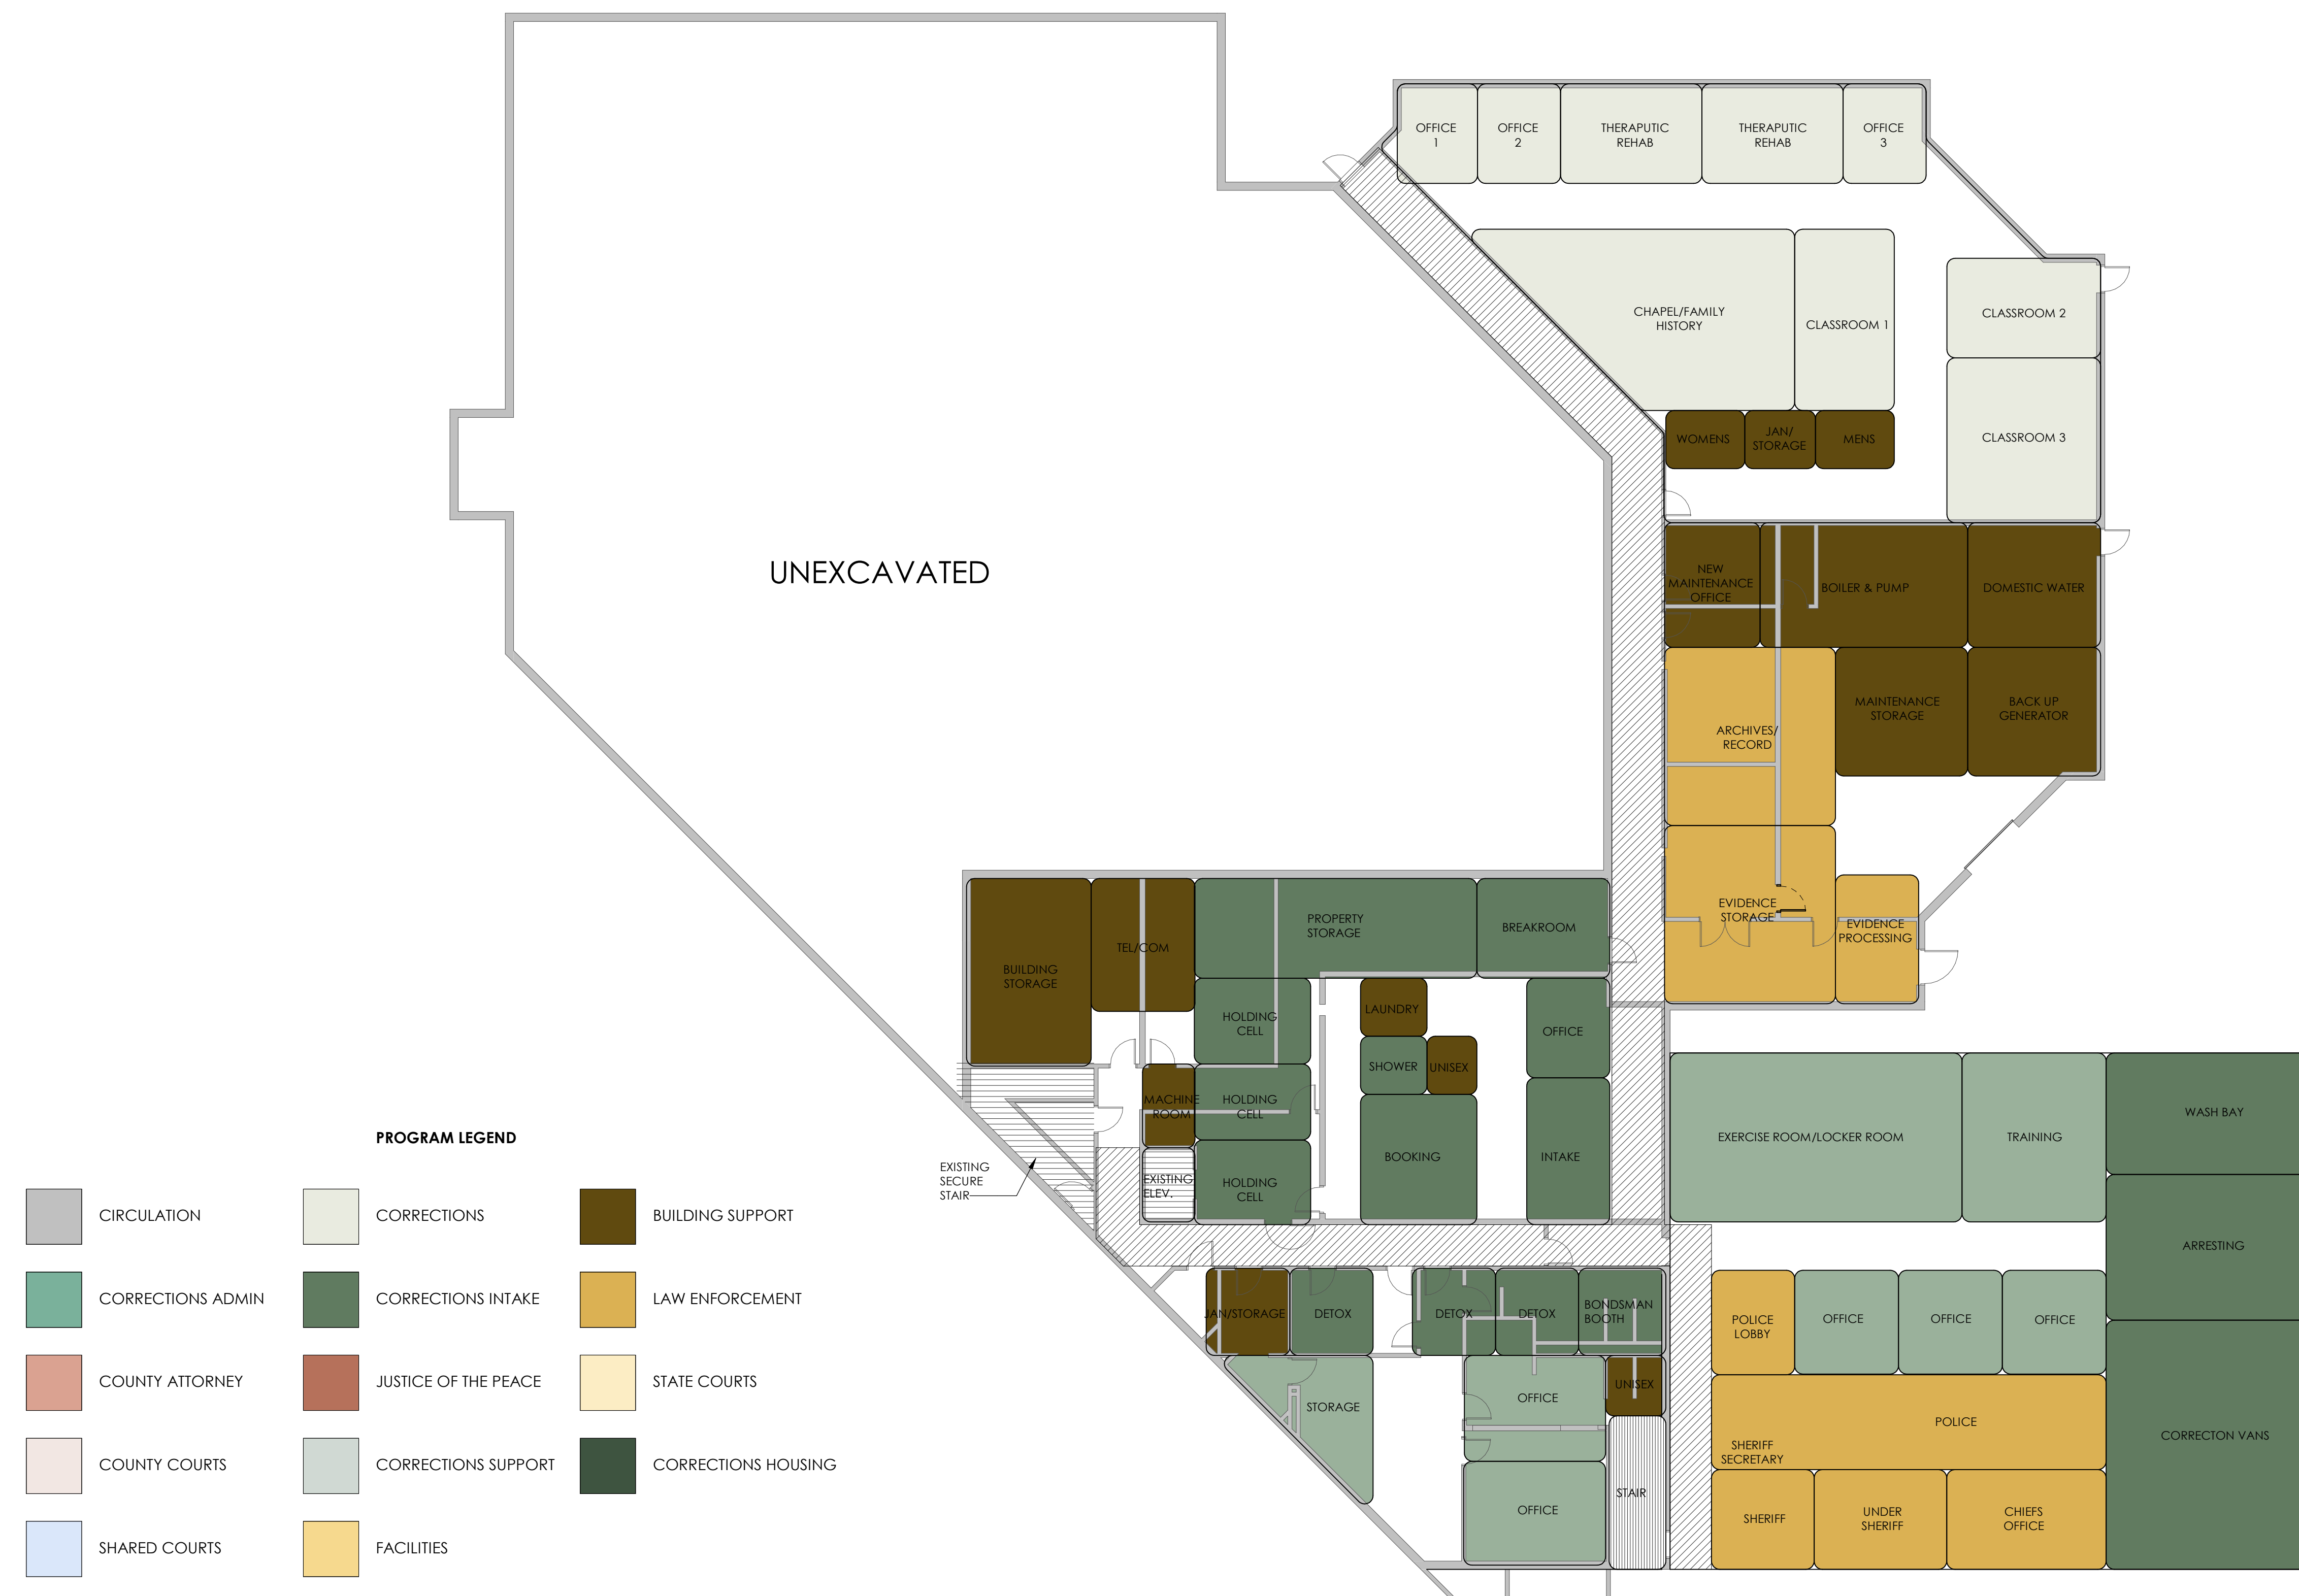 OFFICE
1
OFFICE
2
THERAPUTIC
REHAB
THERAPUTIC
REHAB
OFFICE
3
CHAPEL/FAMILY
HISTORY
CLASSROOM 1
CLASSROOM 2
CLASSROOM 3
WOMENS
JAN/
STORAGE
MENS
UNEXCAVATED
NEW
MAINTENANCE
OFFICE
BOILER & PUMP
DOMESTIC WATER
ARCHIVES/
RECORD
MAINTENANCE
STORAGE
BACK UP
GENERATOR
EVIDENCE
STORAGE
EVIDENCE
PROCESSING
BUILDING
STORAGE
TEL/COM
PROPERTY
STORAGE
BREAKROOM
HOLDING
CELL
LAUNDRY
OFFICE
SHOWER
UNISEX
MACHINE
ROOM
HOLDING
CELL
BOOKING
INTAKE
EXISTING
SECURE
STAIR
EXISTING
ELEV.
HOLDING
CELL
EXERCISE ROOM/LOCKER ROOM
TRAINING
WASH BAY
ARRESTING
JAN/STORAGE
DETOX
DETOX
DETOX
BONDSMAN
BOOTH
POLICE
LOBBY
OFFICE
OFFICE
OFFICE
STORAGE
OFFICE
UNISEX
POLICE
SHERIFF
SECRETARY
CORRECTON VANS
OFFICE
STAIR
SHERIFF
UNDER
SHERIFF
CHIEFS
OFFICE
PROGRAM LEGEND
CIRCULATION
CORRECTIONS
BUILDING SUPPORT
CORRECTIONS ADMIN
CORRECTIONS INTAKE
LAW ENFORCEMENT
COUNTY ATTORNEY
JUSTICE OF THE PEACE
STATE COURTS
COUNTY COURTS
CORRECTIONS SUPPORT
CORRECTIONS HOUSING
SHARED COURTS
FACILITIES